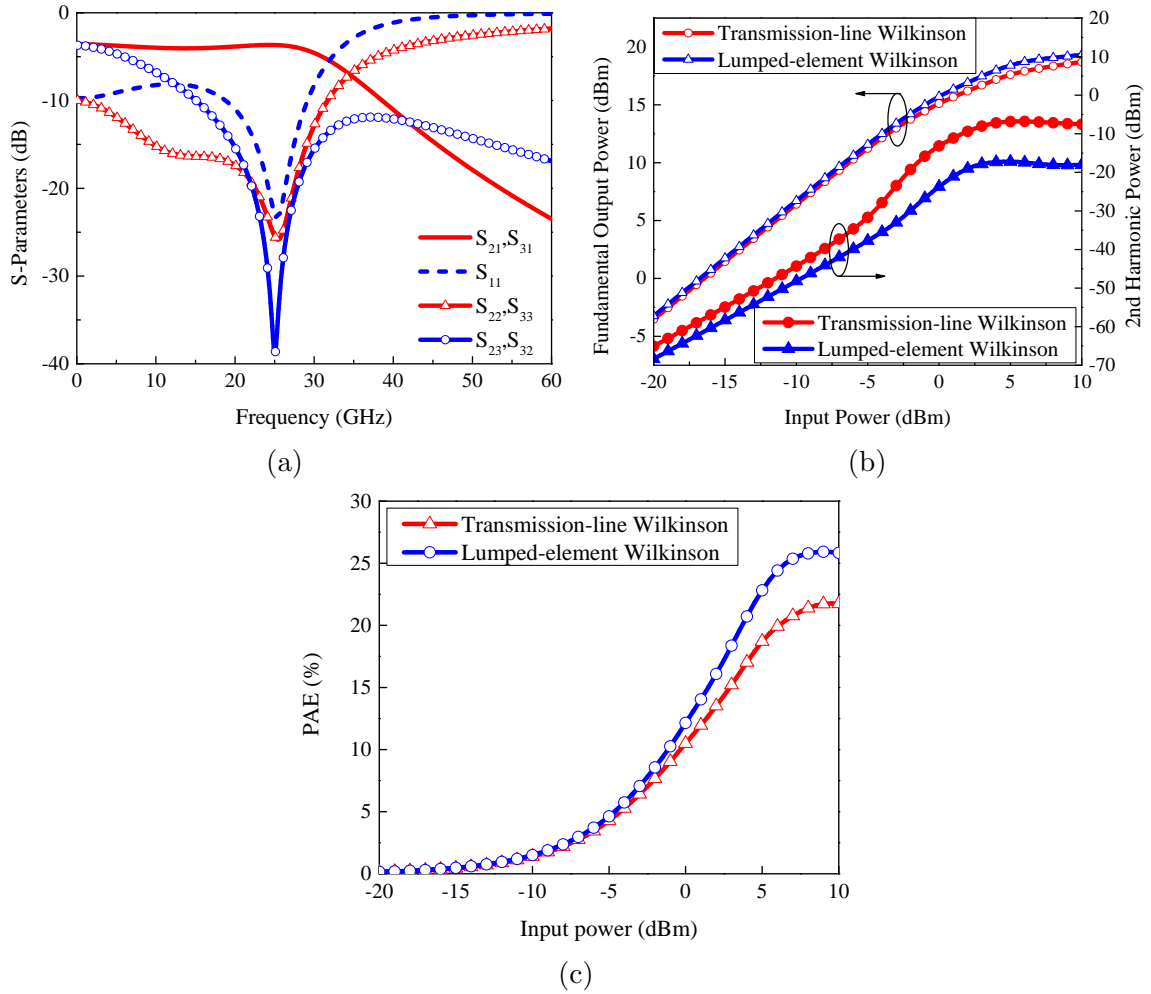 0
-10
-20
-30
-40
0
10
20
30
40
50
60
S-Parameters (dB)
Frequency (GHz)
S21,S31
S11
S22,S33
S23,S32
(a)
20
15
10
5
0
-5
-20
-15
-10
-5
0
5
10
20
10
0
-10
-20
-30
-40
-50
-60
-70
Fundamental Output Power (dBm)
2nd Harmonic Power (dBm)
Input Power (dBm)
Transmission-line Wilkinson
Lumped-element Wilkinson
Transmission-line Wilkinson
Lumped-element Wilkinson
(b)
30
25
20
15
10
5
0
-20
-15
-10
-5
0
5
10
PAE (%)
Input power (dBm)
Transmission-line Wilkinson
Lumped-element Wilkinson
(c)